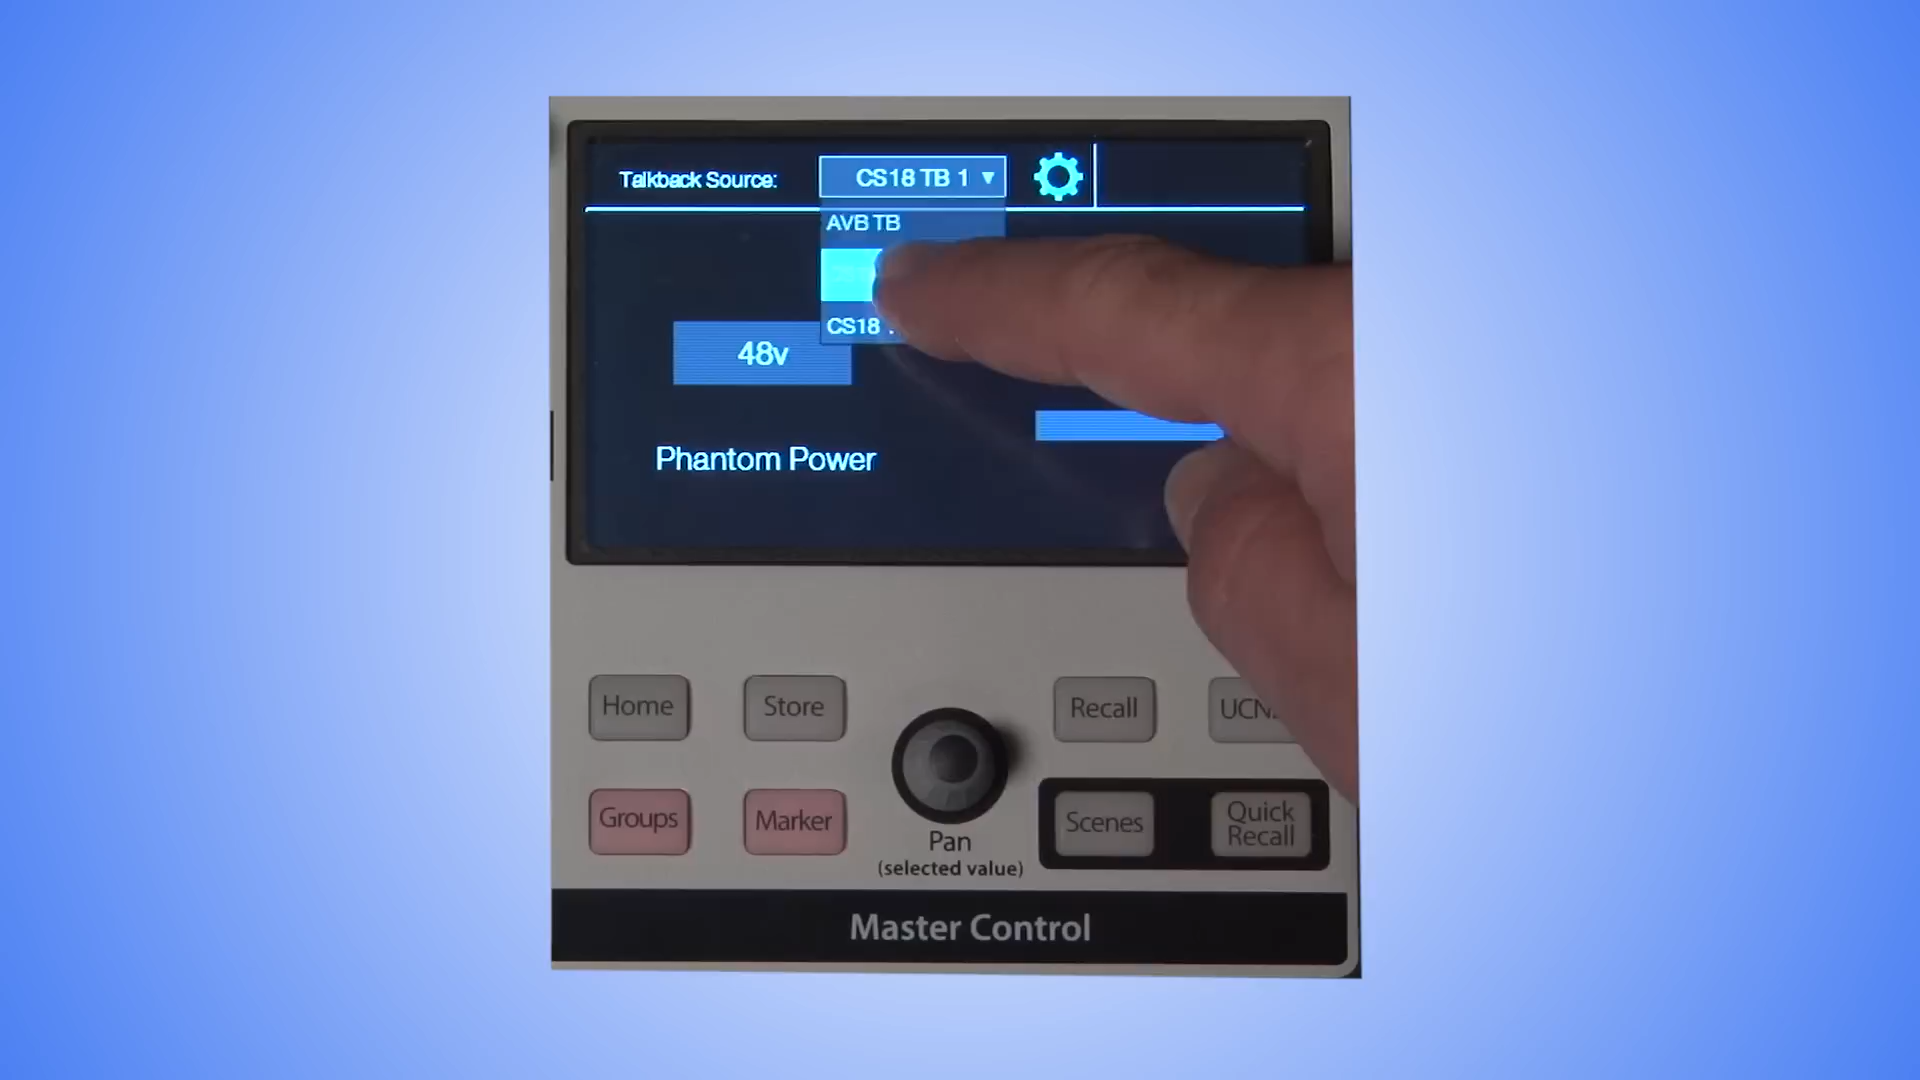 Talkback Source:
CS18 TB 1
AVB TB
CS18
48v
Phantom Power
Home
Store
Recall
Groups
Marker
Pan
(selected value)
Scenes
Quick
Recall
Master Control